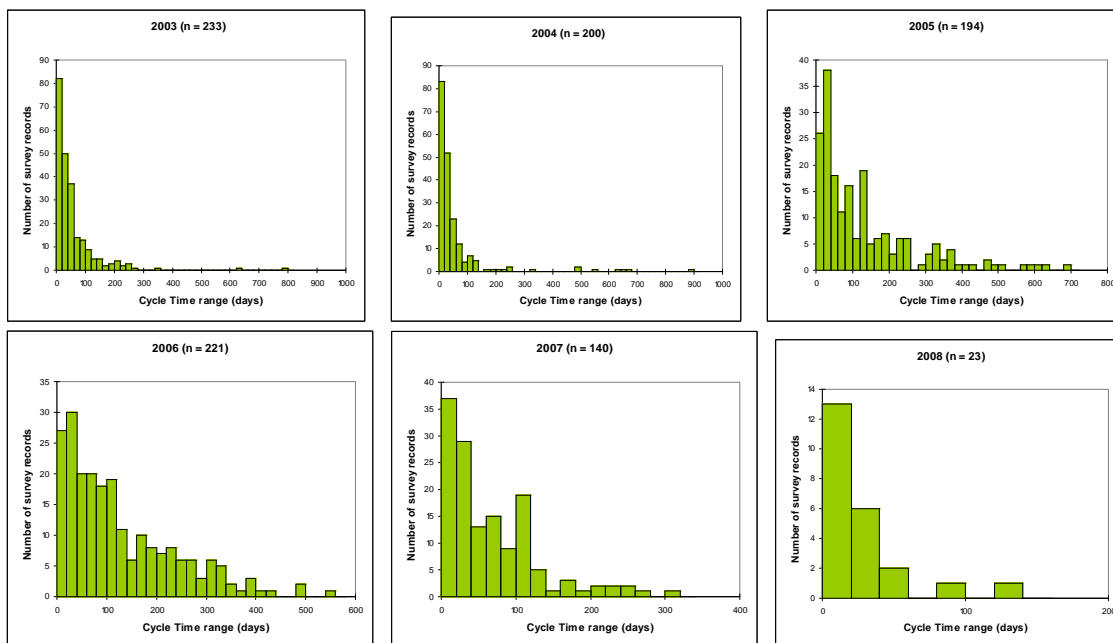 2003 (n = 233)
90
80
70
60
50
40
30
20
10
0
0 100 200 300 400 500 600 700 800 900 1000
Number of survey records
Cycle Time range (days)
2004 (n = 200)
90
80
70
60
50
40
30
20
10
0
0 100 200 300 400 500 600 700 800 900 1000
Number of survey records
Cycle Time range (days)
2005 (n = 194)
40
35
30
25
20
15
10
5
0
0 100 200 300 400 500 600 700 800
Number of survey records
Cycle Time range (days)
2006 (n = 221)
35
30
25
20
15
10
5
0
0 100 200 300 400 500 600
Number of survey records
Cycle Time range (days)
2007 (n = 140)
40
35
30
25
20
15
10
5
0
0 100 200 300 400
Number of survey records
Cycle Time range (days)
2008 (n = 23)
14
12
10
8
6
4
2
0
0 100 200
Number of survey records
Cycle Time range (days)